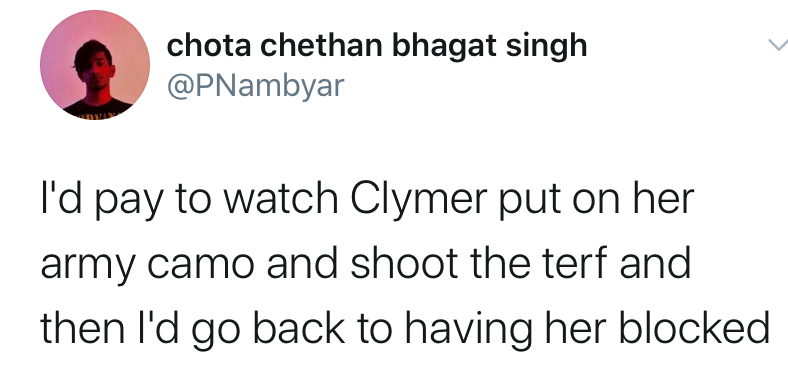 chota chethan bhagat singh
@PNambyar
I'd pay to watch Clymer put on her
army camo and shoot the terf and
then I'd go back to having her blocked